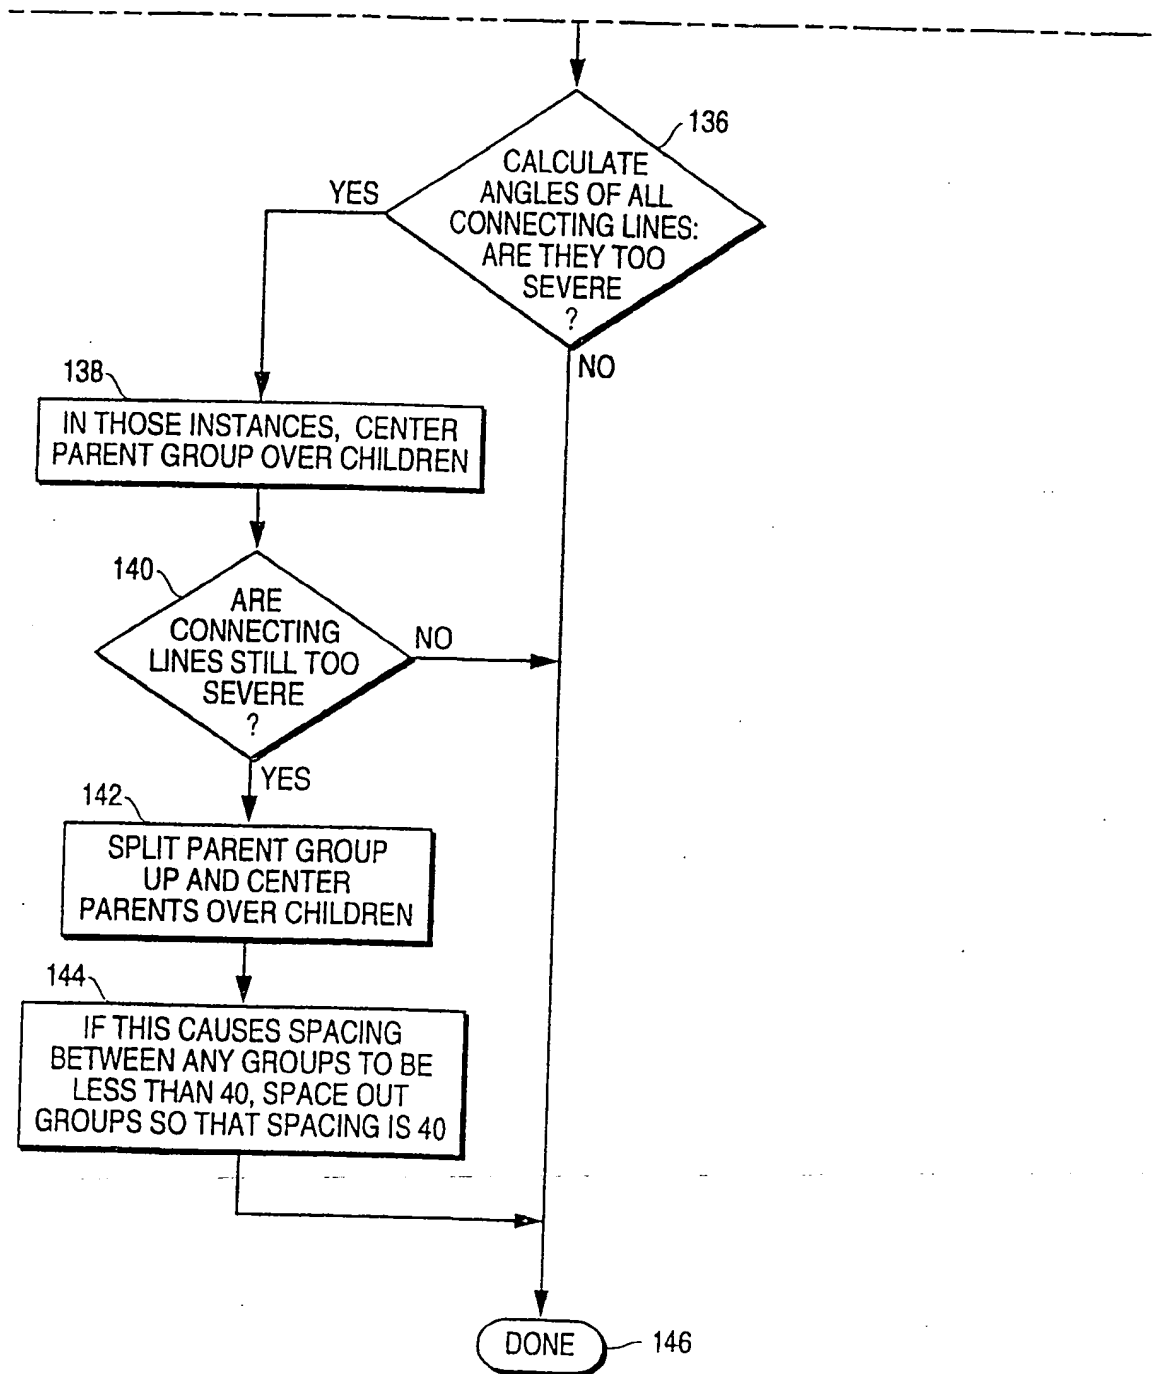 136
CALCULATE
ANGLES OF ALL
CONNECTING LINES:
ARE THEY TOO
SEVERE
?
YES
NO
138
IN THOSE INSTANCES, CENTER
PARENT GROUP OVER CHILDREN
140
ARE
CONNECTING
LINES STILL TOO
SEVERE
?
NO
YES
142
SPLIT PARENT GROUP
UP AND CENTER
PARENTS OVER CHILDREN
144
IF THIS CAUSES SPACING
BETWEEN ANY GROUPS TO BE
LESS THAN 40, SPACE OUT
GROUPS SO THAT SPACING IS 40
DONE
146